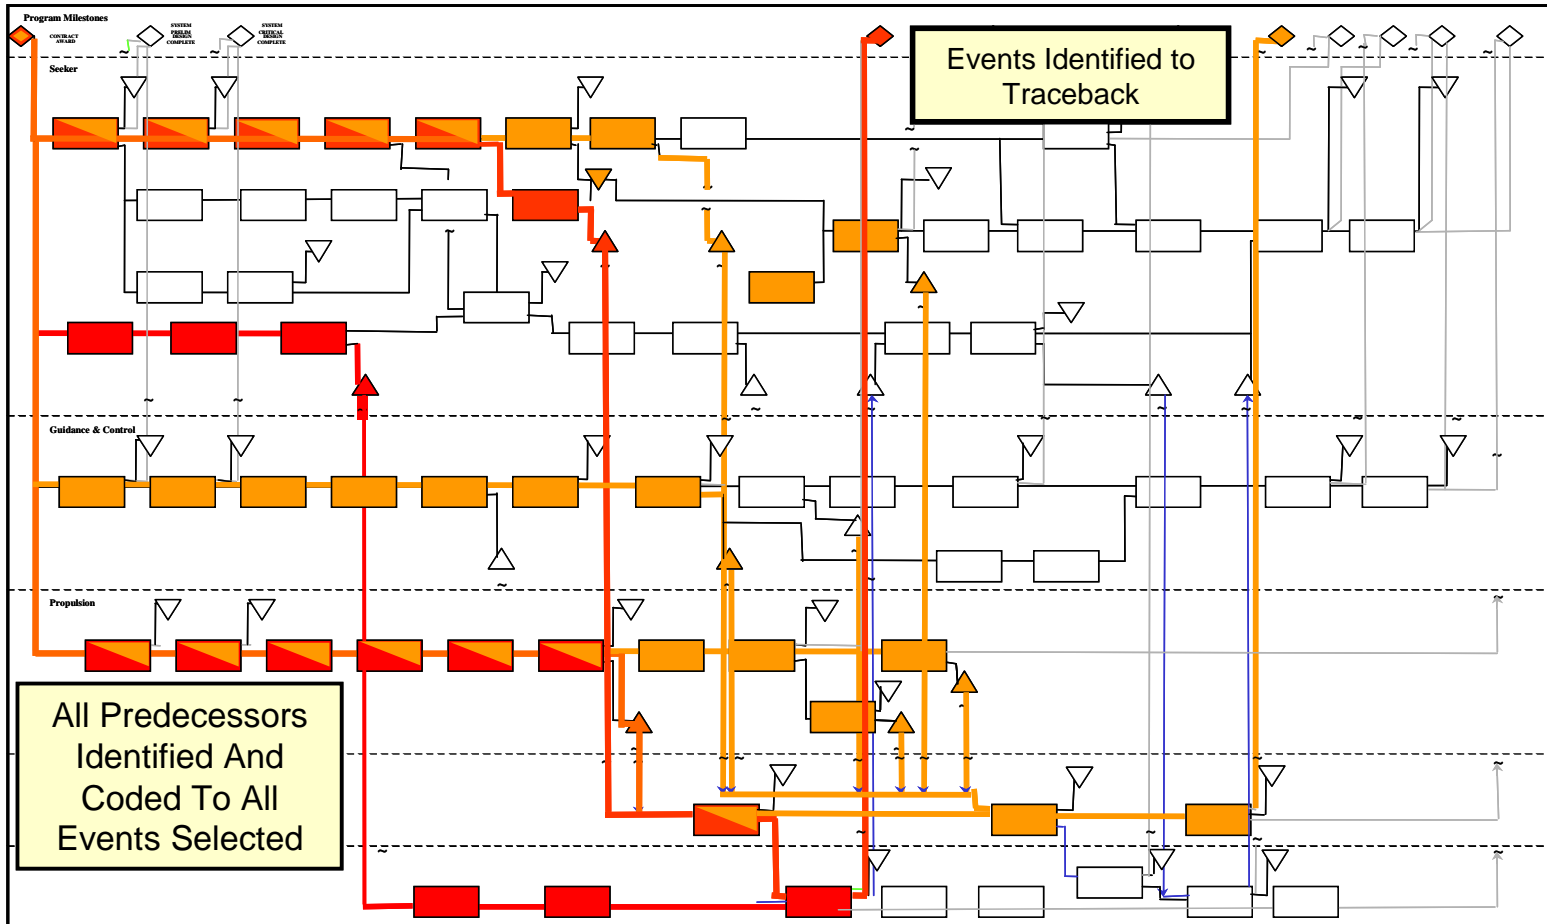 Program Milestones
CONTRACT
AWARD
SYSTEM
PRELIM
DESIGN
COMPLETE
SYSTEM
CRITICAL
DESIGN
COMPLETE
Events Identified to
Traceback
Seeker
Guidance & Control
Propulsion
All Predecessors
Identified And
Coded To All
Events Selected